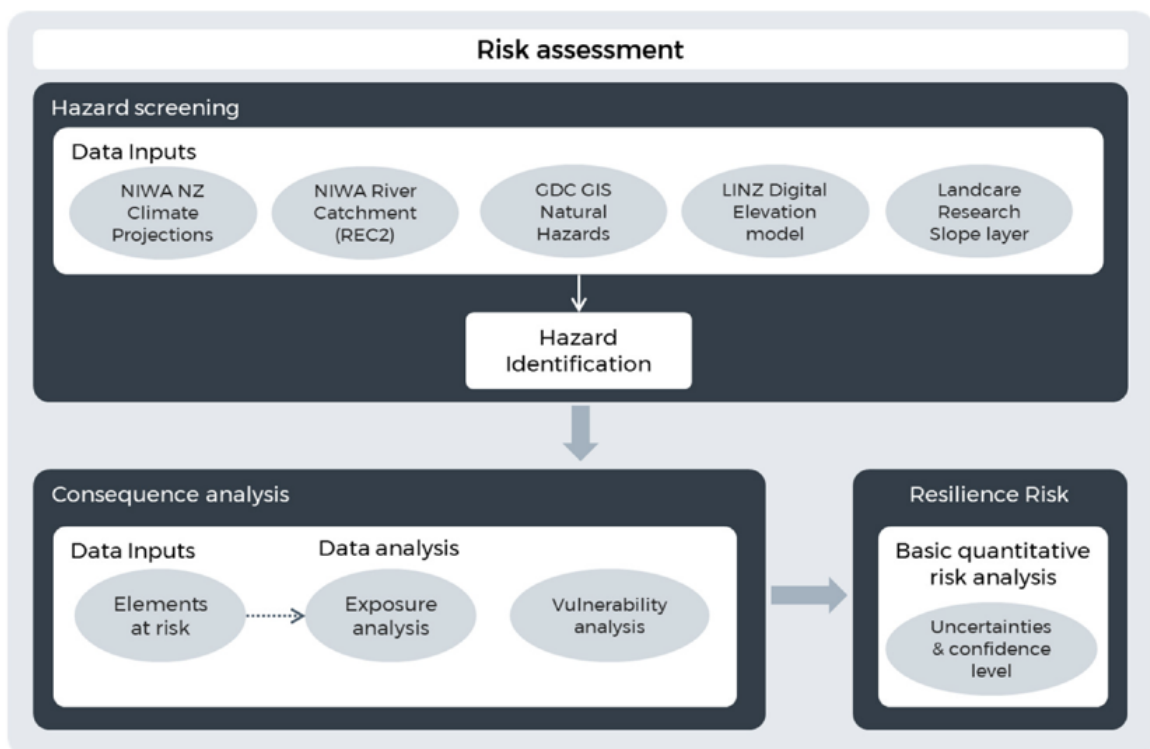 Risk assessment
Hazard screening
Data Inputs
NIWA NZ
Climate
Projections
NIWA River
Catchment
(REC2)
GDC GIS
Natural
Hazards
LINZ Digital
Elevation
model
Landcare
Research
Slope layer
Hazard
Identification
Consequence analysis
Data Inputs
Elements
at risk
Data analysis
Exposure
analysis
Vulnerability
analysis
Resilience Risk
Basic quantitative
risk analysis
Uncertainties
& confidence
level